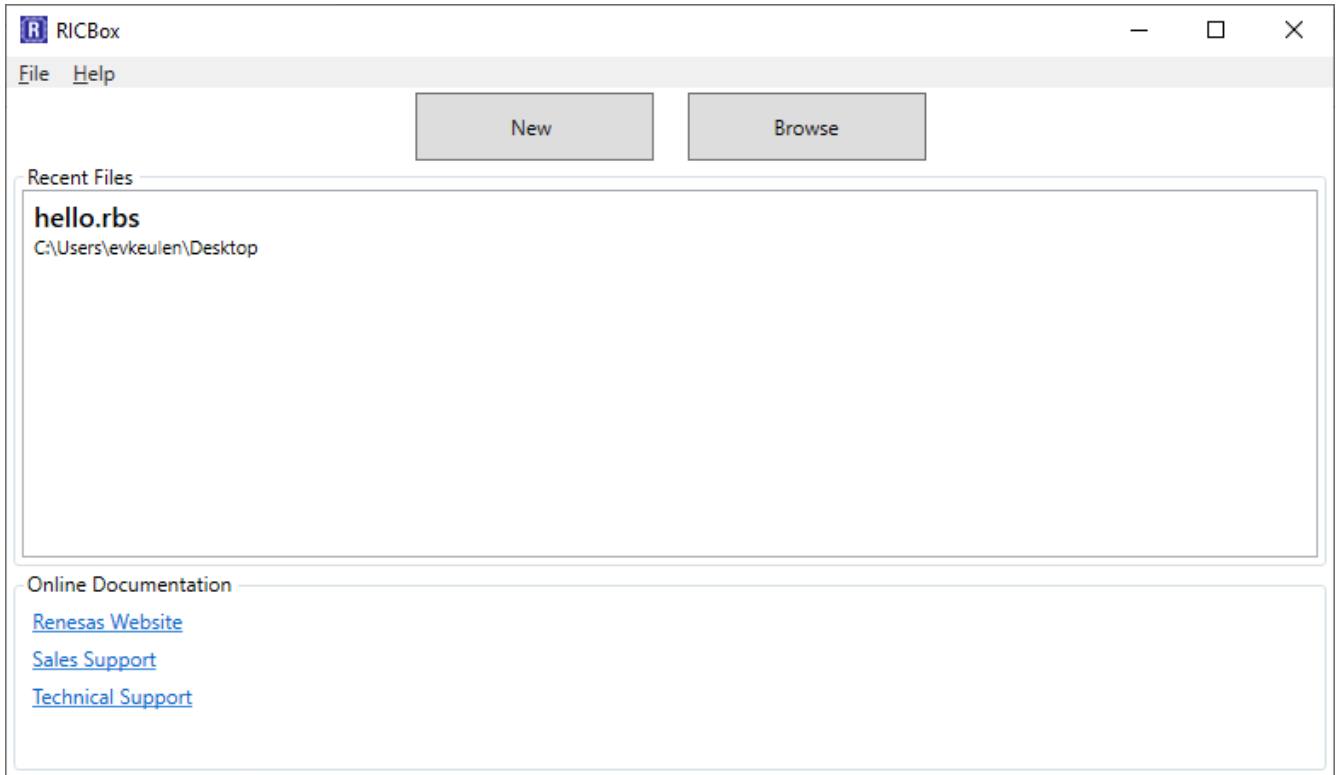 R RICBox
File Help
New Browse
Recent Files
hello.rbs
C:\Users\evkeulen\Desktop
Online Documentation
Renesas Website
Sales Support
Technical Support